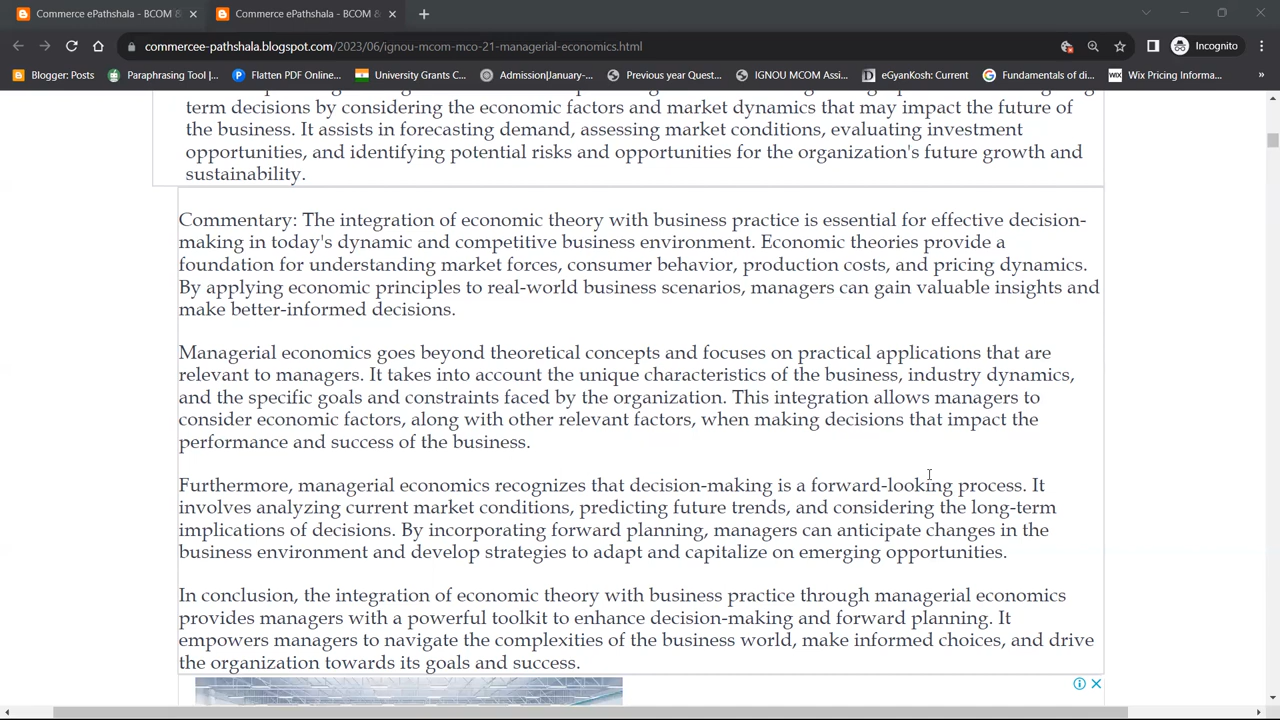 Commerce ePathshala - BCOM &
Commerce ePathshala - BCOM &
commercee-pathshala.blogspot.com/2023/06/ignou-mcom-mco-21-managerial-economics.html
Incognito
Blogger: Posts
Paraphrasing Tool |...
Flatten PDF Online...
University Grants C...
Admission|January-...
Previous year Quest...
IGNOU MCOM Assi...
eGyanKosh: Current
Fundamentals of di...
Wix Pricing Informa...
term decisions by considering the economic factors and market dynamics that may impact the future of
the business. It assists in forecasting demand, assessing market conditions, evaluating investment
opportunities, and identifying potential risks and opportunities for the organization's future growth and
sustainability.
Commentary: The integration of economic theory with business practice is essential for effective decision-
making in today's dynamic and competitive business environment. Economic theories provide a
foundation for understanding market forces, consumer behavior, production costs, and pricing dynamics.
By applying economic principles to real-world business scenarios, managers can gain valuable insights and
make better-informed decisions.
Managerial economics goes beyond theoretical concepts and focuses on practical applications that are
relevant to managers. It takes into account the unique characteristics of the business, industry dynamics,
and the specific goals and constraints faced by the organization. This integration allows managers to
consider economic factors, along with other relevant factors, when making decisions that impact the
performance and success of the business.
Furthermore, managerial economics recognizes that decision-making is a forward-looking process. It
involves analyzing current market conditions, predicting future trends, and considering the long-term
implications of decisions. By incorporating forward planning, managers can anticipate changes in the
business environment and develop strategies to adapt and capitalize on emerging opportunities.
In conclusion, the integration of economic theory with business practice through managerial economics
provides managers with a powerful toolkit to enhance decision-making and forward planning. It
empowers managers to navigate the complexities of the business world, make informed choices, and drive
the organization towards its goals and success.